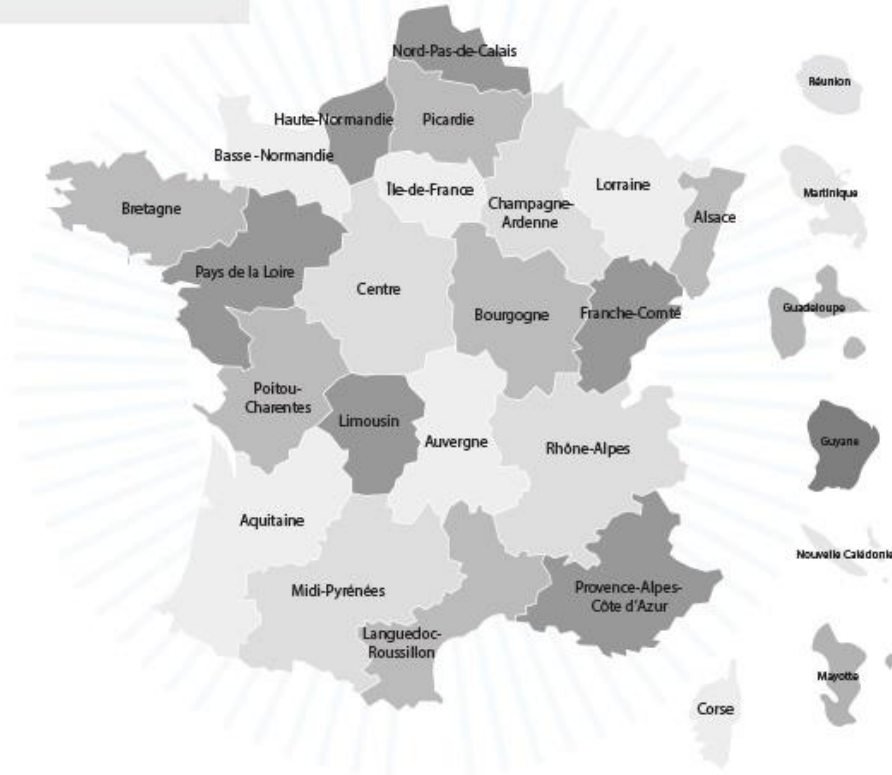 Nord-Pas-de-Calais
Réunion
Haute-Normandie
Picardie
Basse-Normandie
Île-de-France
Lorraine
Martinique
Bretagne
Champagne-
Ardenne
Alsace
Pays de la Loire
Centre
Bourgogne
Franche-Comté
Guadeloupe
Poitou-
Charentes
Limousin
Auvergne
Rhône-Alpes
Guyane
Aquitaine
Nouvelle Calédonie
Midi-Pyrénées
Provence-Alpes-
Côte d'Azur
Languedoc-
Roussillon
Mayotte
Corse